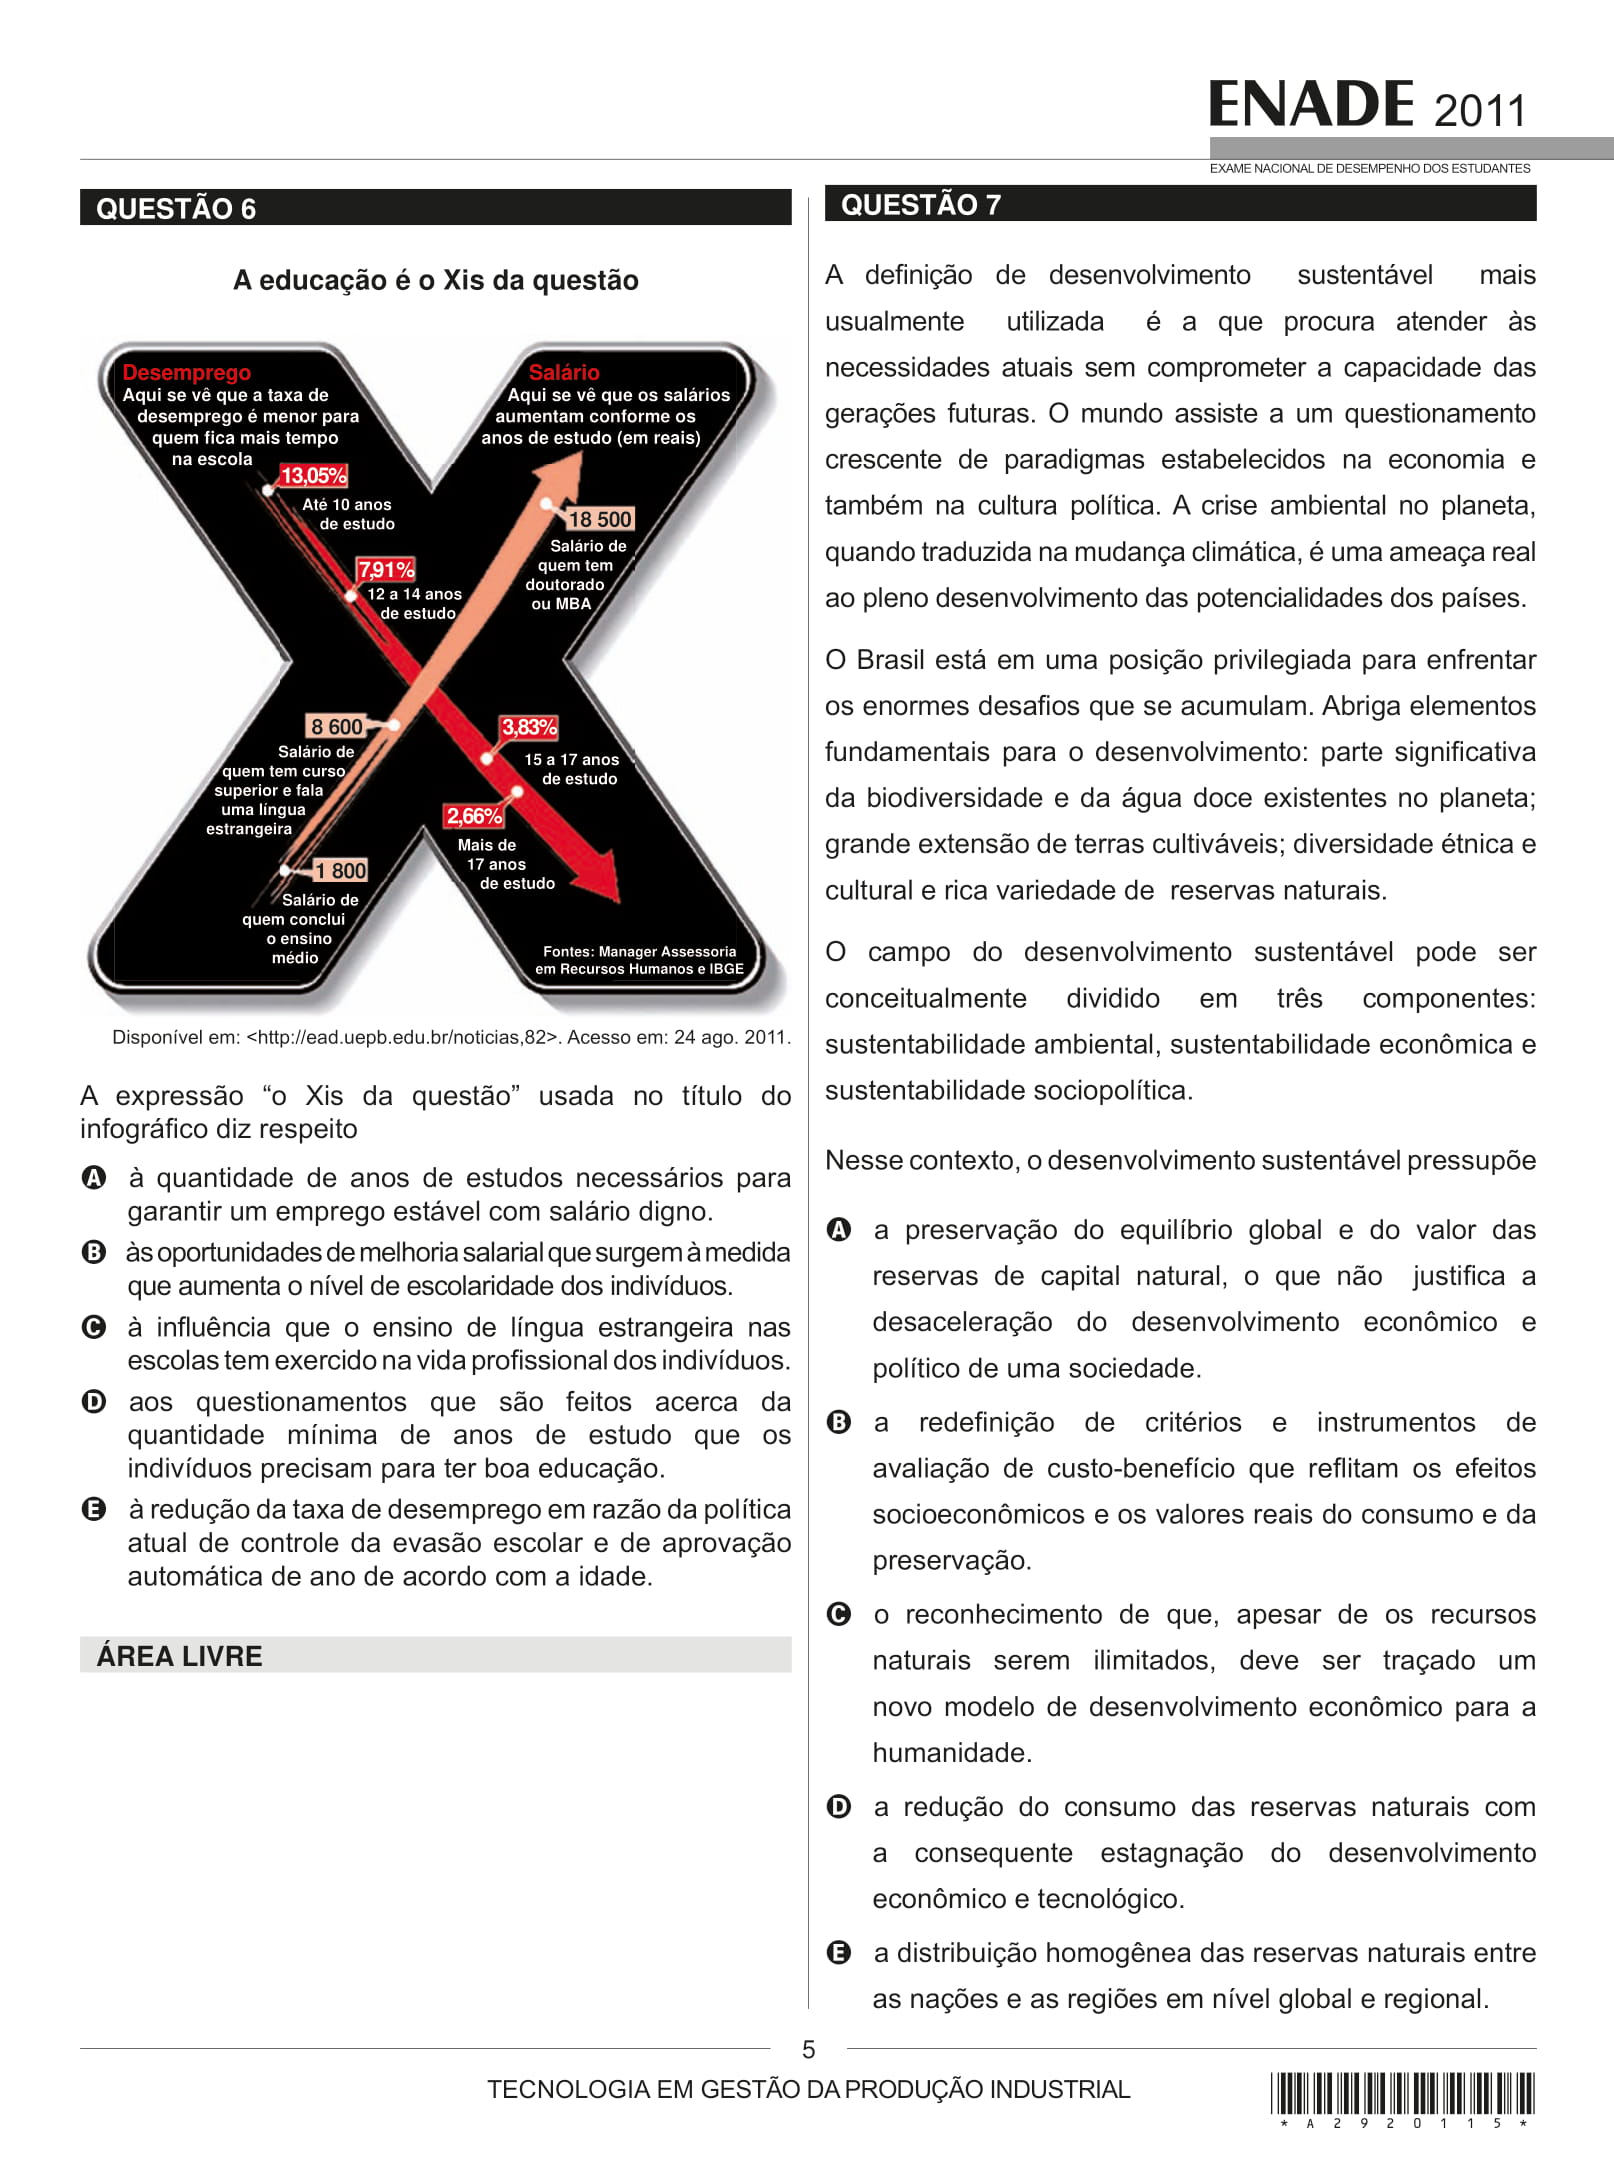 ENADE 2011
EXAME NACIONAL DE DESEMPENHO DOS ESTUDANTES
QUESTÃO 6
A educação é o Xis da questão
Desemprego
Aqui se vê que a taxa de
desemprego é menor para
quem fica mais tempo
na escola
13,05%
Até 10 anos
de estudo
7,91%
12 a 14 anos
de estudo
Salário
Aqui se vê que os salários
aumentam conforme os
anos de estudo (em reais)
18 500
Salário de
quem tem
doutorado
ou MBA
8 600
Salário de
quem tem curso
superior e fala
uma língua
estrangeira
1 800
Salário de
quem conclui
o ensino
médio
3,83%
15 a 17 anos
de estudo
2,66%
Mais de
17 anos
de estudo
Fontes: Manager Assessoria
em Recursos Humanos e IBGE
Disponível em: <http://ead.uepb.edu.br/noticias,82>. Acesso em: 24 ago. 2011.
A expressão “o Xis da questão” usada no título do
infográfico diz respeito
A à quantidade de anos de estudos necessários para
garantir um emprego estável com salário digno.
B às oportunidades de melhoria salarial que surgem à medida
que aumenta o nível de escolaridade dos indivíduos.
C à influência que o ensino de língua estrangeira nas
escolas tem exercido na vida profissional dos indivíduos.
D aos questionamentos que são feitos acerca da
quantidade mínima de anos de estudo que os
indivíduos precisam para ter boa educação.
E à redução da taxa de desemprego em razão da política
atual de controle da evasão escolar e de aprovação
automática de ano de acordo com a idade.
ÁREA LIVRE
QUESTÃO 7
A definição de desenvolvimento sustentável mais
usualmente utilizada é a que procura atender às
necessidades atuais sem comprometer a capacidade das
gerações futuras. O mundo assiste a um questionamento
crescente de paradigmas estabelecidos na economia e
também na cultura política. A crise ambiental no planeta,
quando traduzida na mudança climática, é uma ameaça real
ao pleno desenvolvimento das potencialidades dos países.
O Brasil está em uma posição privilegiada para enfrentar
os enormes desafios que se acumulam. Abriga elementos
fundamentais para o desenvolvimento: parte significativa
da biodiversidade e da água doce existentes no planeta;
grande extensão de terras cultiváveis; diversidade étnica e
cultural e rica variedade de reservas naturais.
O campo do desenvolvimento sustentável pode ser
conceitualmente dividido em três componentes:
sustentabilidade ambiental, sustentabilidade econômica e
sustentabilidade sociopolítica.
Nesse contexto, o desenvolvimento sustentável pressupõe
A a preservação do equilíbrio global e do valor das
reservas de capital natural, o que não justifica a
desaceleração do desenvolvimento econômico e
político de uma sociedade.
B a redefinição de critérios e instrumentos de
avaliação de custo-benefício que reflitam os efeitos
socioeconômicos e os valores reais do consumo e da
preservação.
C o reconhecimento de que, apesar de os recursos
naturais serem ilimitados, deve ser traçado um
novo modelo de desenvolvimento econômico para a
humanidade.
D a redução do consumo das reservas naturais com
a consequente estagnação do desenvolvimento
econômico e tecnológico.
E a distribuição homogênea das reservas naturais entre
as nações e as regiões em nível global e regional.
5
TECNOLOGIA EM GESTÃO DA PRODUÇÃO INDUSTRIAL
* A 2 9 2 0 1 1 5 *